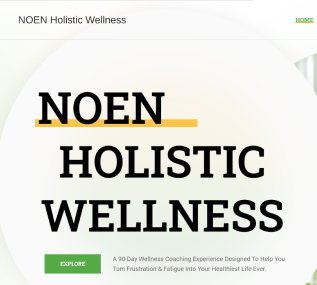 NOEN Holistic Wellness
HOME
NOEN
HOLISTIC
WELLNESS
EXPLORE
A 90-Day Wellness Coaching Experience Designed To Help You
Turn Frustration & Fatigue Into Your Healthiest Life Ever.